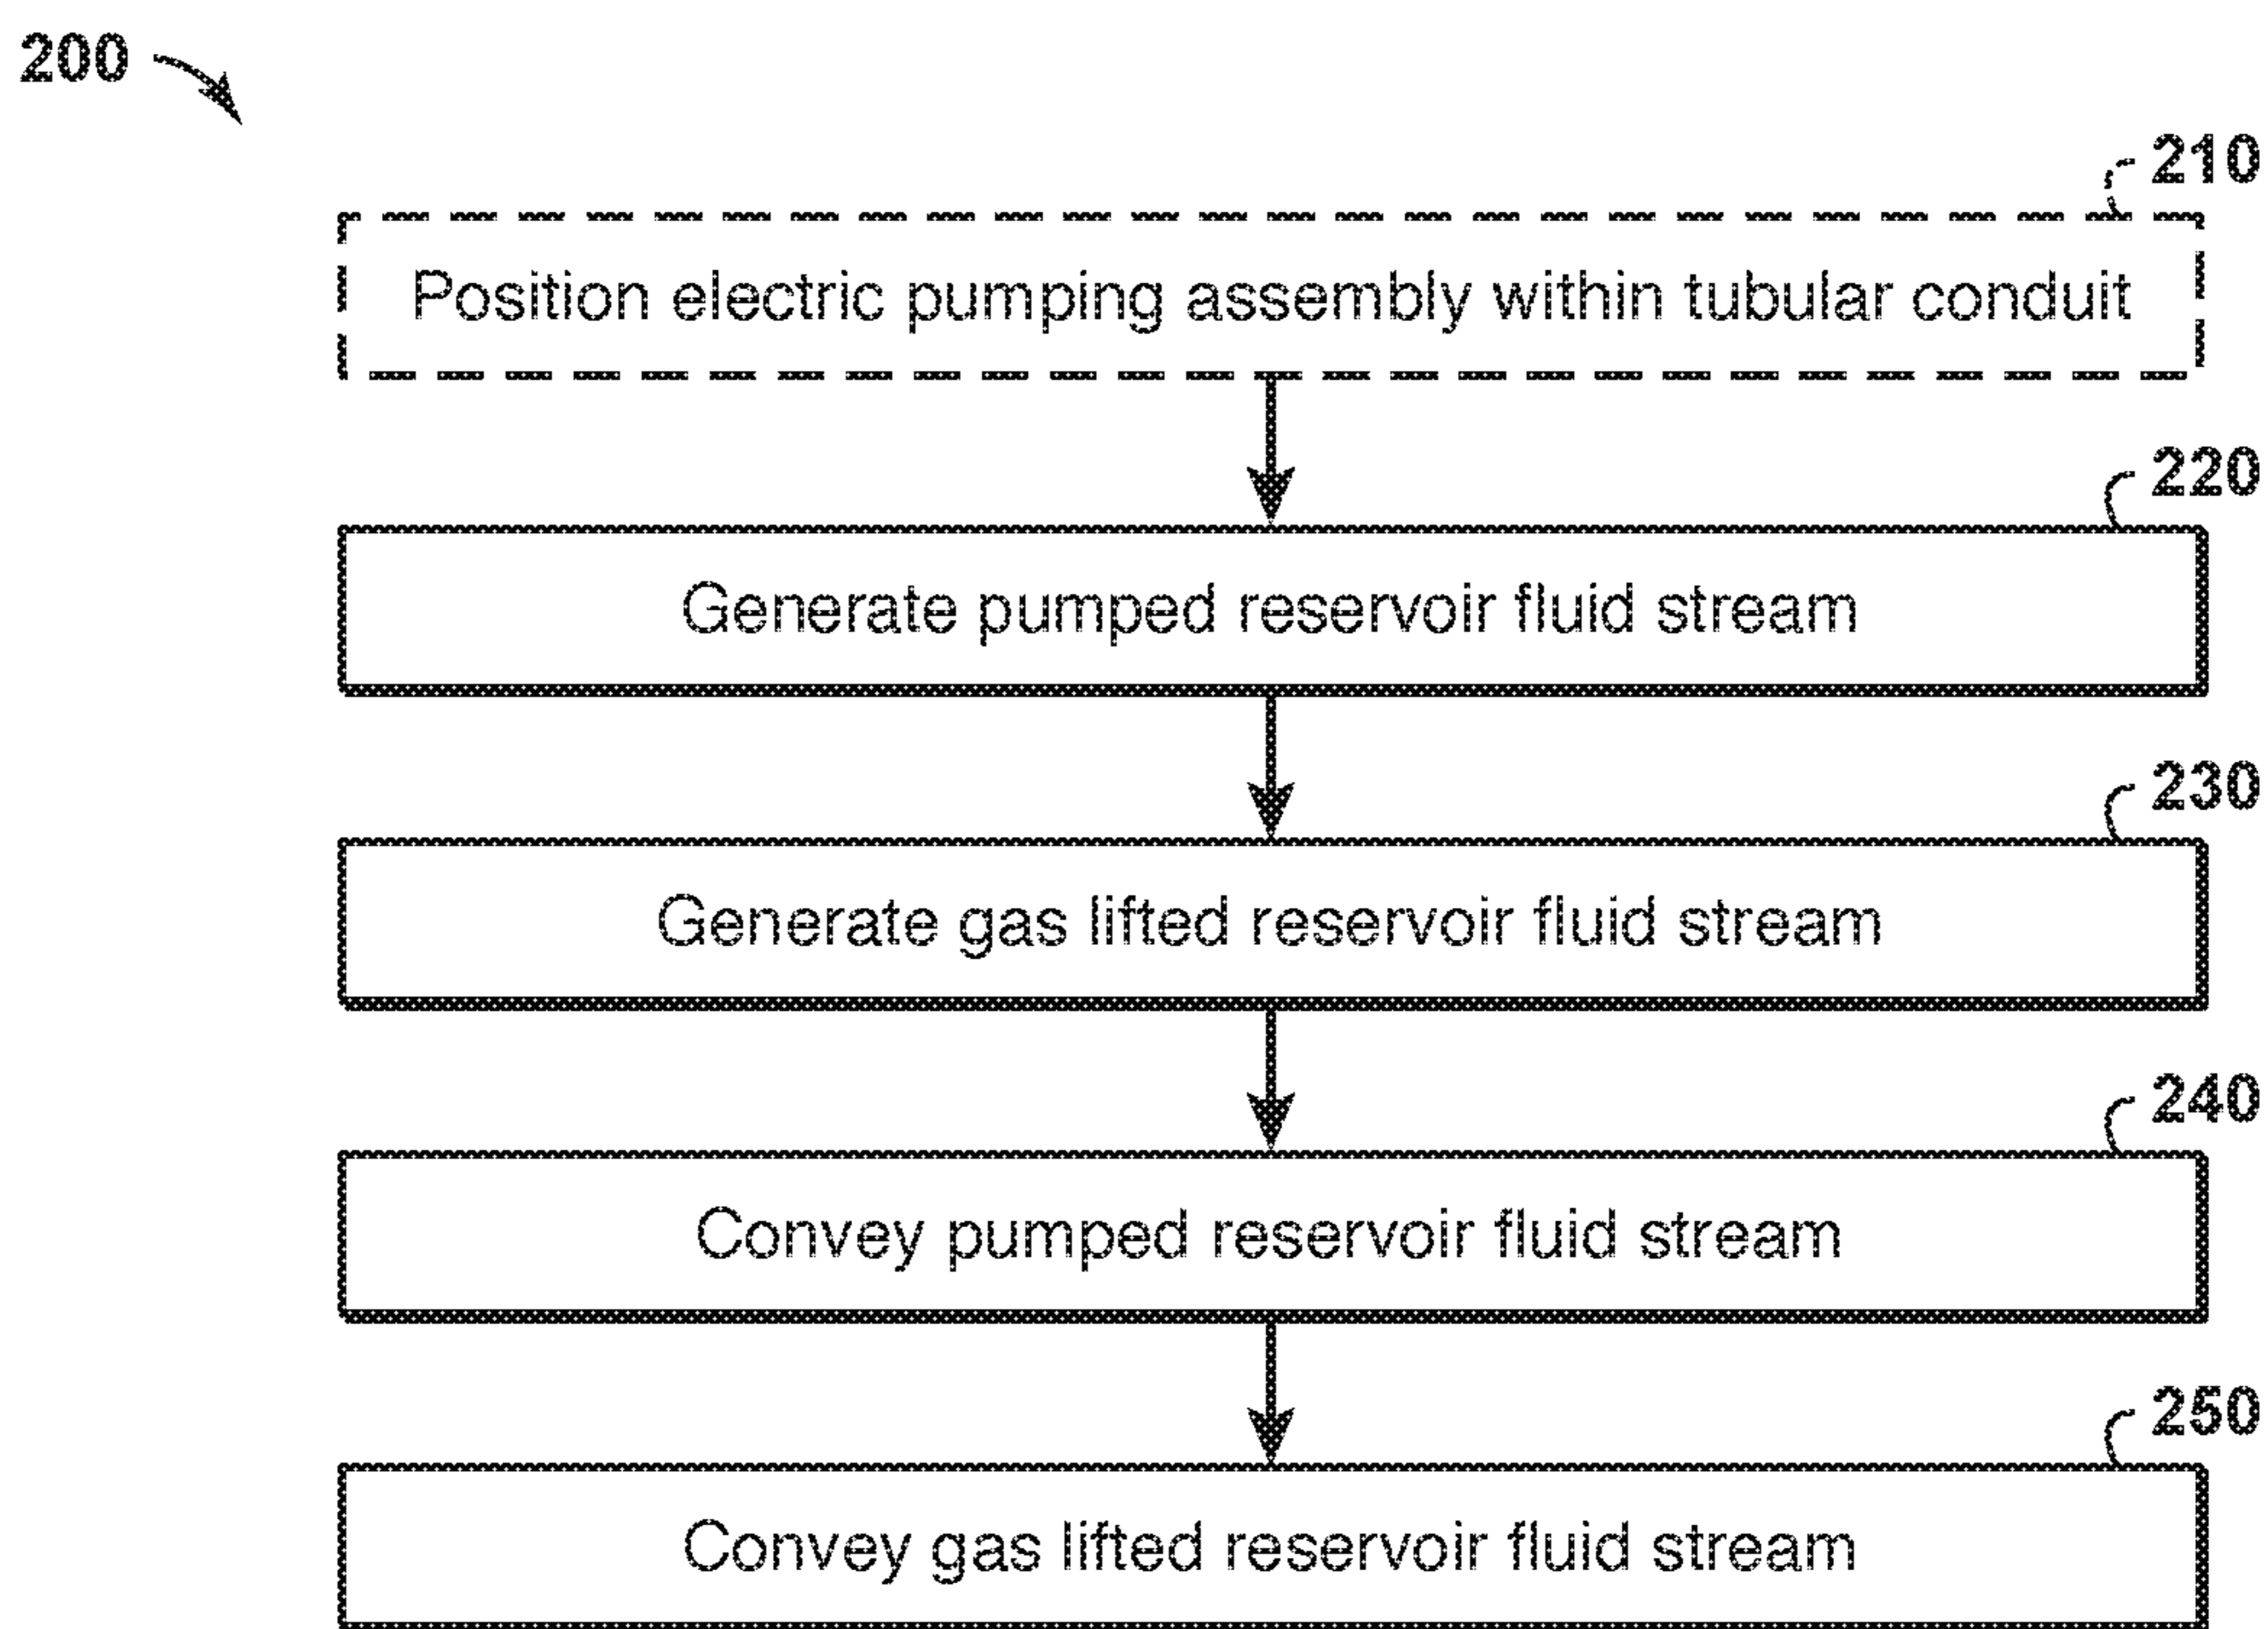 200
210
Position electric pumping assembly within tubular conduit
220
Generate pumped reservoir fluid stream
230
Generate gas lifted reservoir fluid stream
240
Convey pumped reservoir fluid stream
250
Convey gas lifted reservoir fluid stream